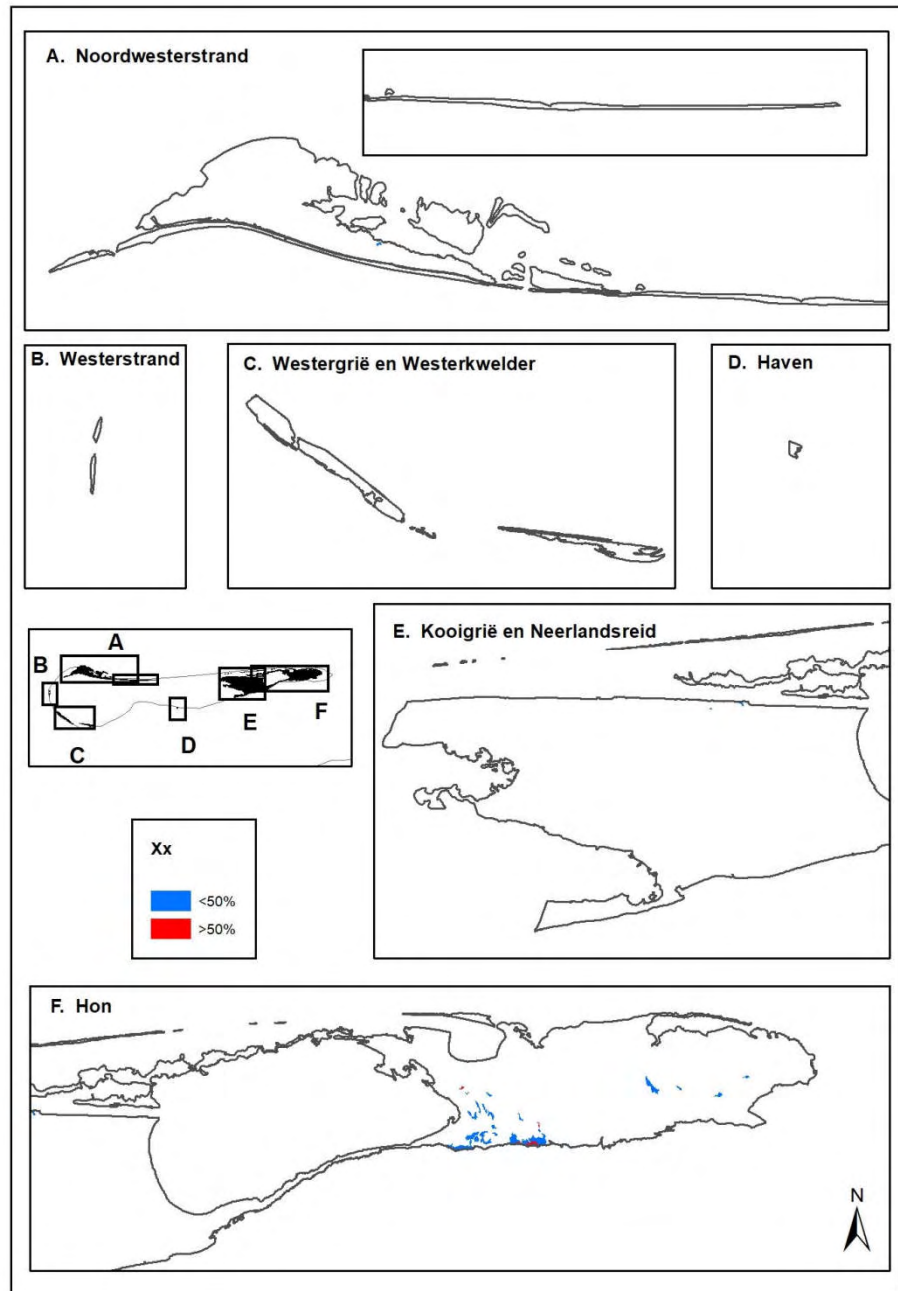 A. Noordwesterstrand
B. Westerstrand
C. Westergrië en Westerkwelder
D. Haven
A
B
C
D
E
F
E. Kooigrië en Neerlandsreid
Xx
<50%
>50%
F. Hon
N